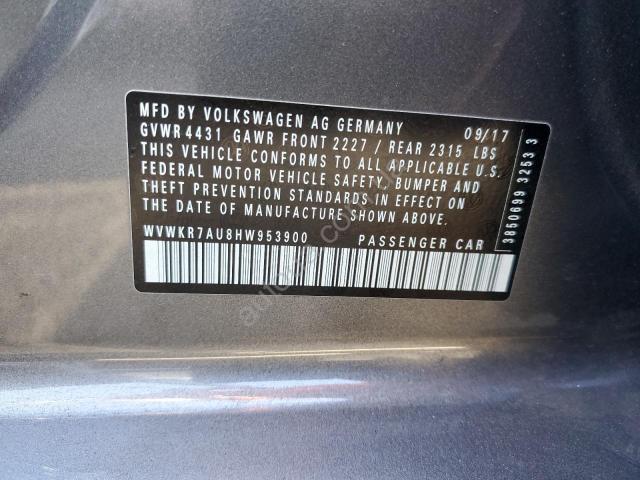 MFD BY VOLKSWAGEN AG GERMANY 09/17
GVWR 4431 GAWR FRONT 2227 / REAR 2315 LBS
THIS VEHICLE CONFORMS TO ALL APPLICABLE U.S.
FEDERAL MOTOR VEHICLE SAFETY, BUMPER AND
THEFT PREVENTION STANDARDS IN EFFECT ON
THE DATE OF MANUFACTURE SHOWN ABOVE.
WVWKR7AU8HW953900 PASSENGER CAR
3850699 3253 3